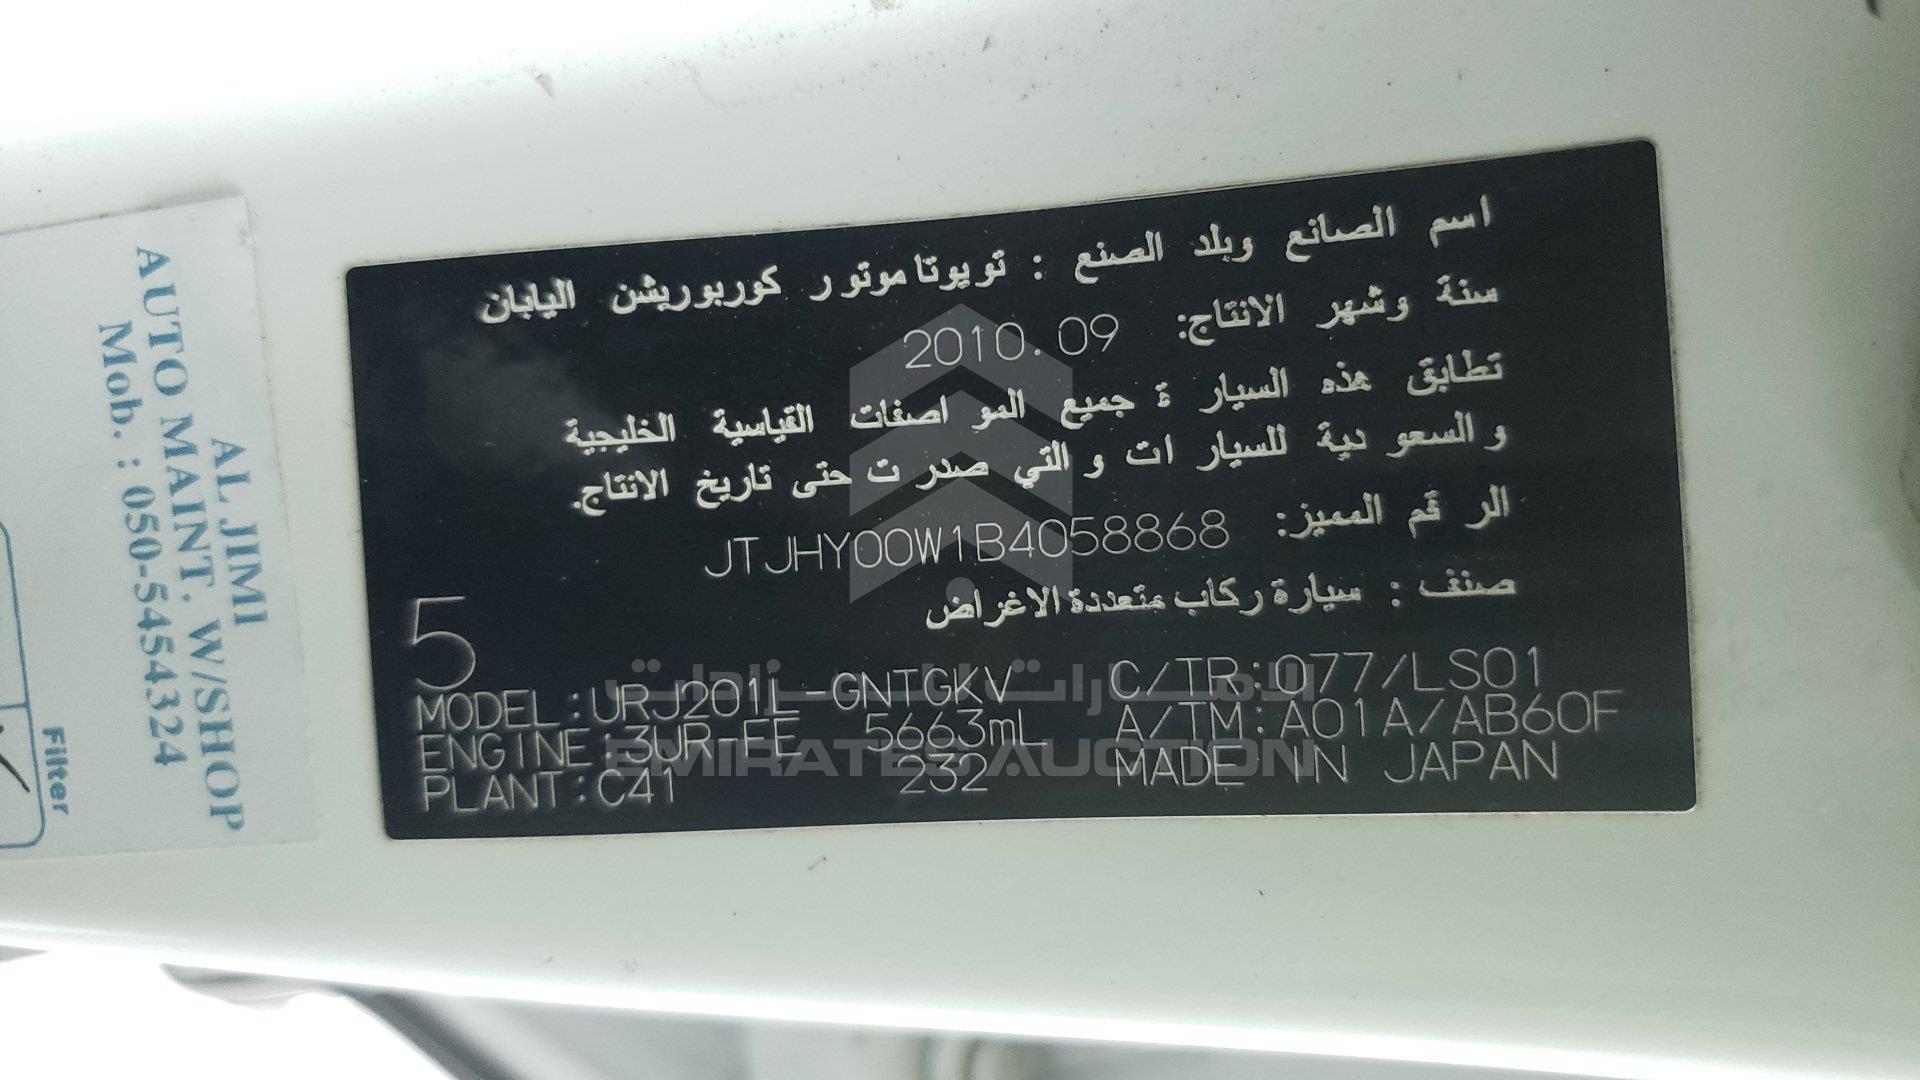 اسم الصانع وبلد الصنع : تويوتا موتور كوربوريشن اليابان
سنة وشهر الانتاج: 2010.09
تطابق هذه السيارة جميع المواصفات القياسية الخليجية
والسعودية للسيارات والتي صدرت حتى تاريخ الانتاج.
الرقم المميز: JTJHY00W1B4058868
صنف : سيارة ركاب متعددة الاغراض
5
MODEL:URJ201L-GNTGKV C/TR:077/LS01
ENGINE:3UR-FE 5663mL A/TM:A01A/AB60F
PLANT:C41 232 MADE IN JAPAN
الامارات للمزادات
EMIRATES AUCTION
AL JIMI
AUTO MAINT. W/SHOP
Mob. : 050-5454324
Filter